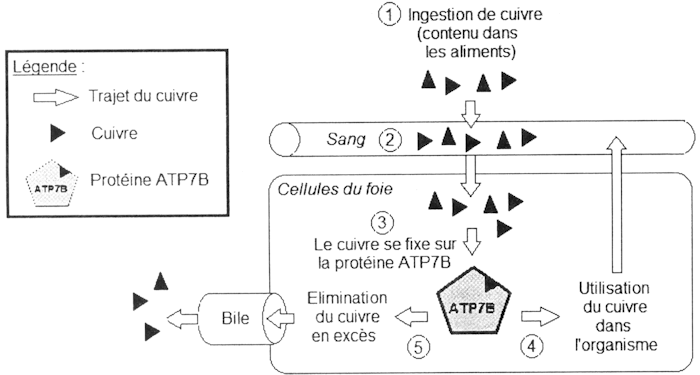 1 Ingestion de cuivre
(contenu dans
les aliments)
Légende :
Trajet du cuivre
Cuivre
ATP7B Protéine ATP7B
Sang 2
Cellules du foie
3
Le cuivre se fixe sur
la protéine ATP7B
ATP7B
Bile
Elimination
du cuivre
en excès
5
4
Utilisation
du cuivre
dans
l'organisme